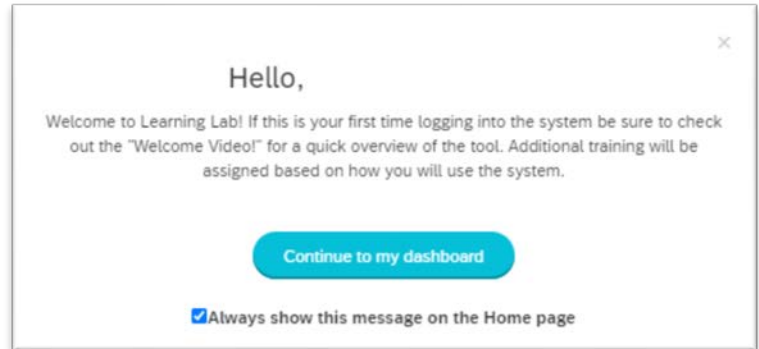 Hello,
Welcome to Learning Lab! If this is your first time logging into the system be sure to check
out the "Welcome Video!" for a quick overview of the tool. Additional training will be
assigned based on how you will use the system.
Continue to my dashboard
Always show this message on the Home page